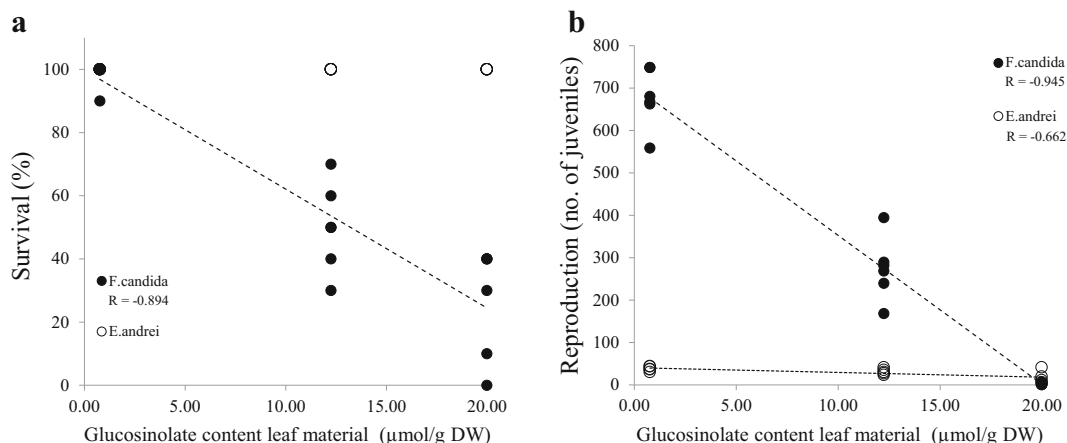 a
Survival (%)
100
80
60
40
20
0
0.00 5.00 10.00 15.00 20.00
Glucosinolate content leaf material (µmol/g DW)
F.candida
R = -0.894
E.andrei
b
Reproduction (no. of juveniles)
800
700
600
500
400
300
200
100
0
0.00 5.00 10.00 15.00 20.00
Glucosinolate content leaf material (µmol/g DW)
F.candida
R = -0.945
E.andrei
R = -0.662